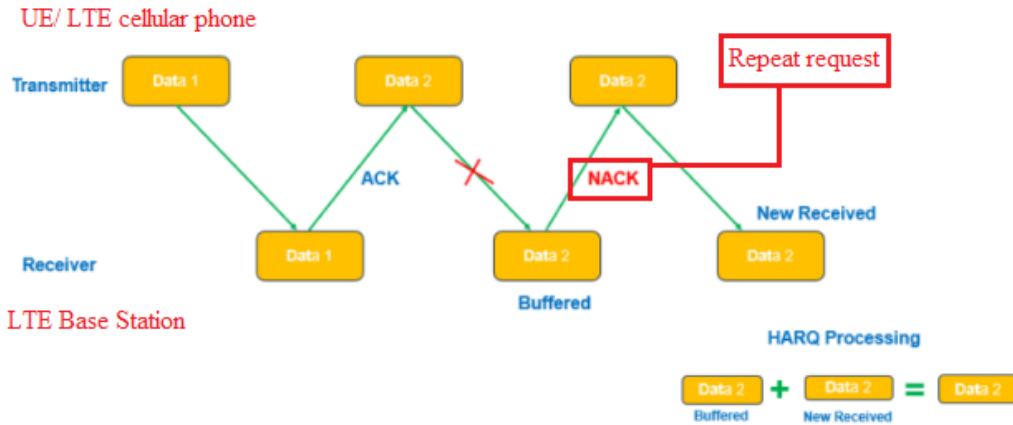 UE/ LTE cellular phone
Repeat request
Transmitter
Data 1
Data 2
Data 2
ACK
NACK
New Received
Receiver
Data 1
Data 2
Data 2
Buffered
LTE Base Station
HARQ Processing
Data 2 + Data 2 = Data 2
Buffered
New Received